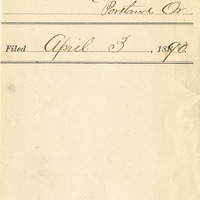 Portland Or.
Filed April 3, 1890.